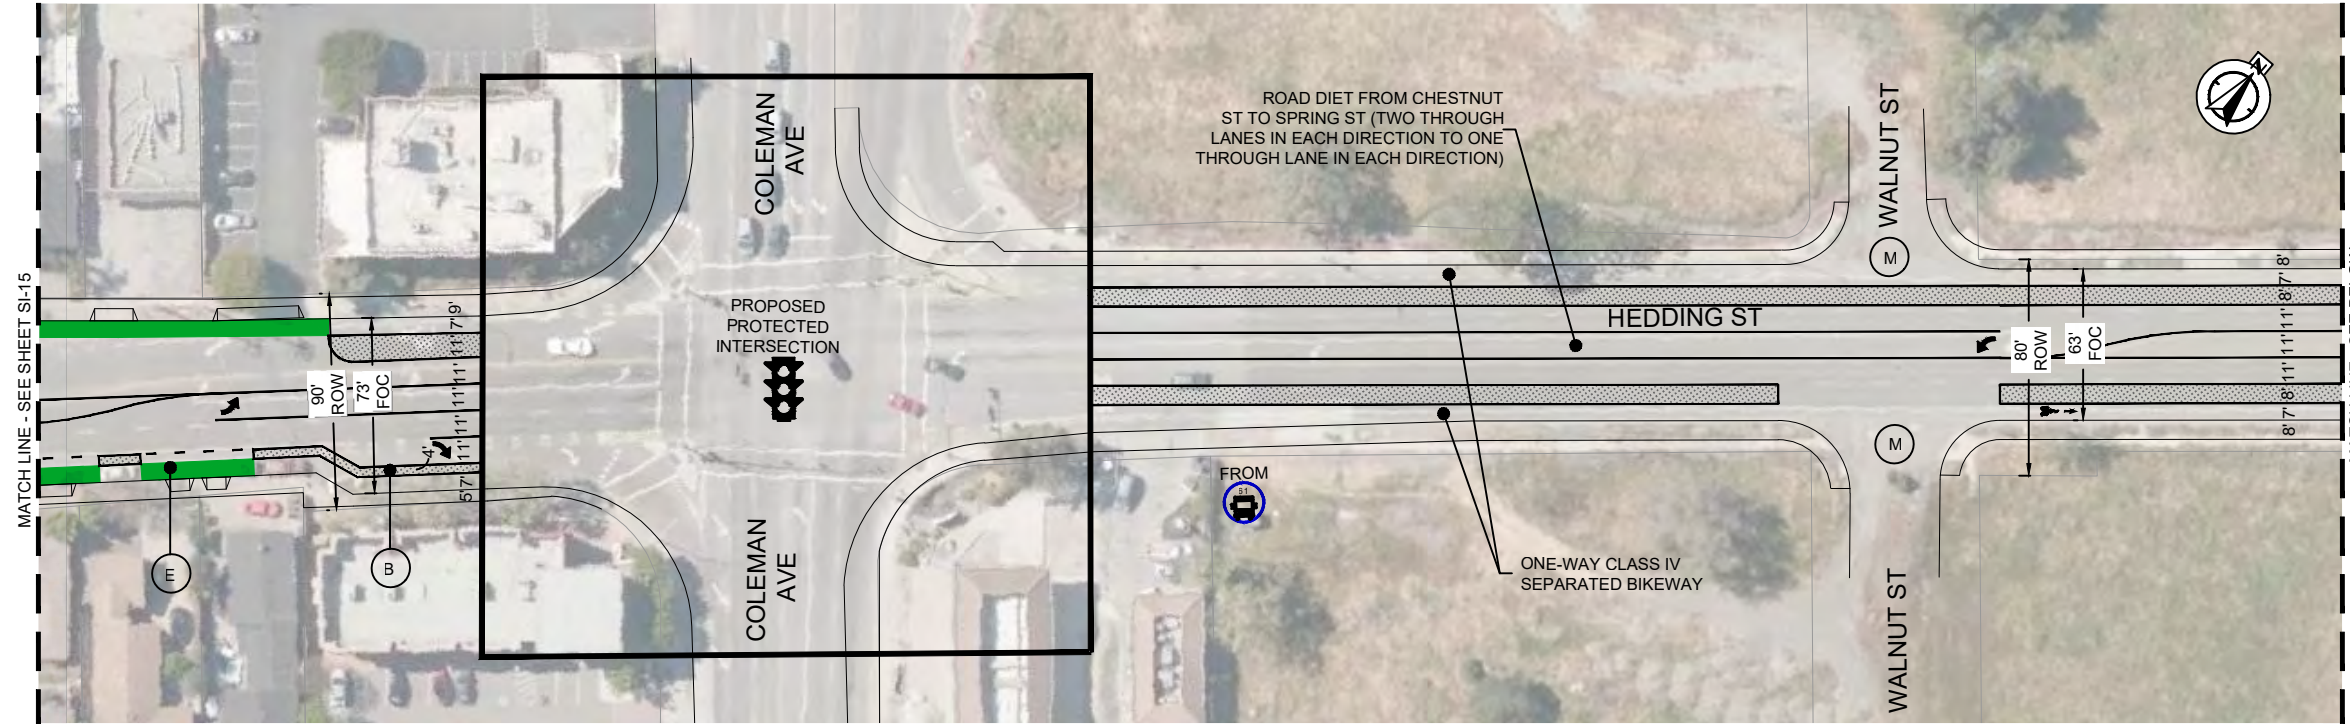 MATCH LINE - SEE SHEET SI-15
COLEMAN
AVE
ROAD DIET FROM CHESTNUT
ST TO SPRING ST (TWO THROUGH
LANES IN EACH DIRECTION TO ONE
THROUGH LANE IN EACH DIRECTION)
WALNUT ST
N
M
PROPOSED
PROTECTED
INTERSECTION
HEDDING ST
90'
ROW
73'
FOC
5'7'
4'
11'11' 11'11' 11'7'9'
80'
ROW
63'
FOC
8' 7' 8' 11'11'11' 8'7' 8'
M
FROM
61
E
B
COLEMAN
AVE
ONE-WAY CLASS IV
SEPARATED BIKEWAY
WALNUT ST